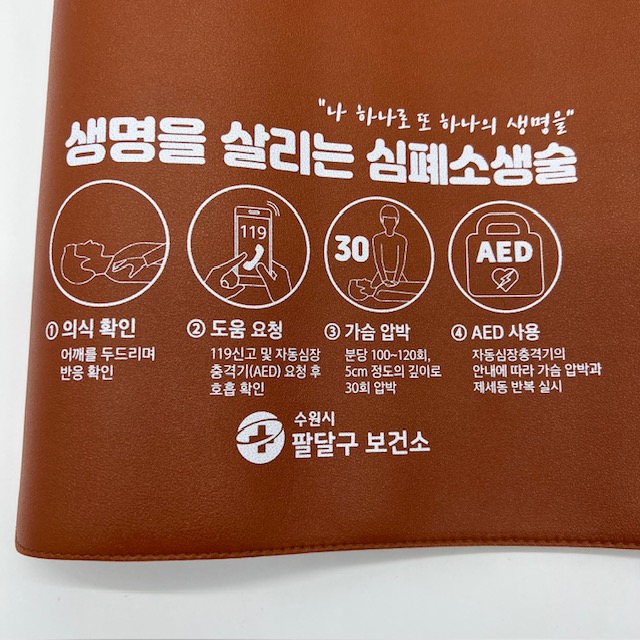 "나 하나로 또 하나의 생명을"
생명을 살리는 심폐소생술
119
30
AED
① 의식 확인
어깨를 두드리며
반응 확인
② 도움 요청
119신고 및 자동심장
충격기(AED) 요청 후
호흡 확인
③ 가슴 압박
분당 100~120회,
5cm 정도의 깊이로
30회 압박
④ AED 사용
자동심장충격기의
안내에 따라 가슴 압박과
제세동 반복 실시
수원시
팔달구 보건소